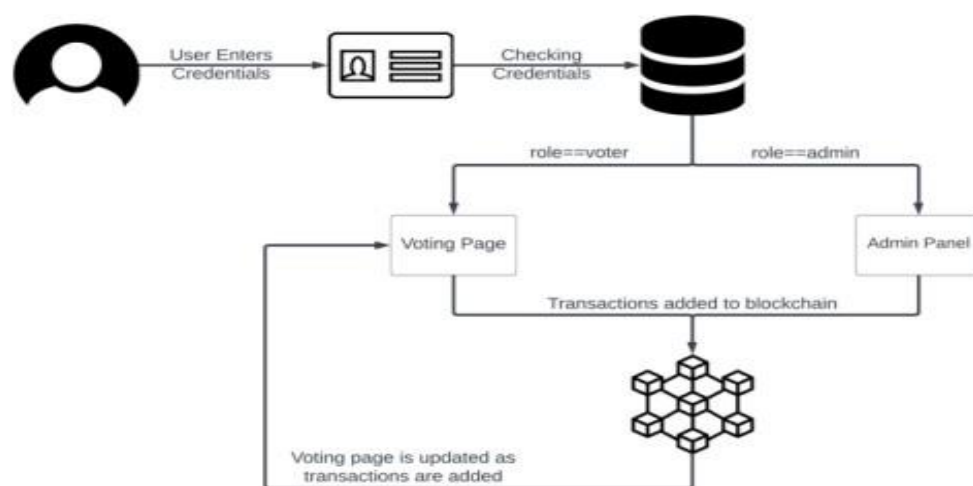 User Enters
Credentials
Checking
Credentials
role==voter
role==admin
Voting Page
Admin Panel
Transactions added to blockchain
Voting page is updated as
transactions are added